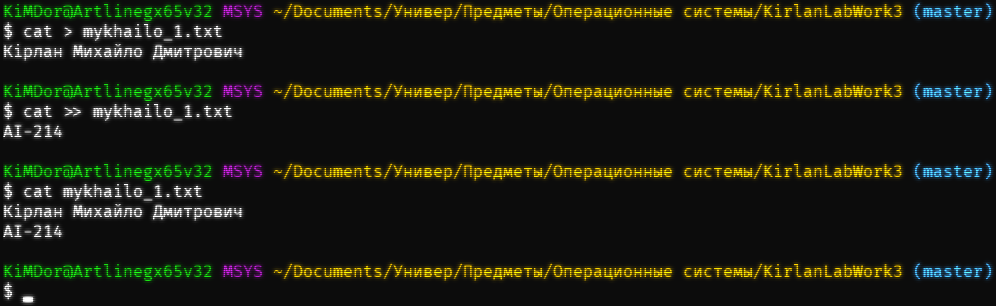 KiMDor@Artlinegx65v32 MSYS ~/Documents/Универ/Предметы/Операционные системы/KirlanLabWork3 (master)
$ cat > mykhailo_1.txt
Кірлан Михайло Дмитрович
KiMDor@Artlinegx65v32 MSYS ~/Documents/Универ/Предметы/Операционные системы/KirlanLabWork3 (master)
$ cat >> mykhailo_1.txt
AI-214
KiMDor@Artlinegx65v32 MSYS ~/Documents/Универ/Предметы/Операционные системы/KirlanLabWork3 (master)
$ cat mykhailo_1.txt
Кірлан Михайло Дмитрович
AI-214
KiMDor@Artlinegx65v32 MSYS ~/Documents/Универ/Предметы/Операционные системы/KirlanLabWork3 (master)
$